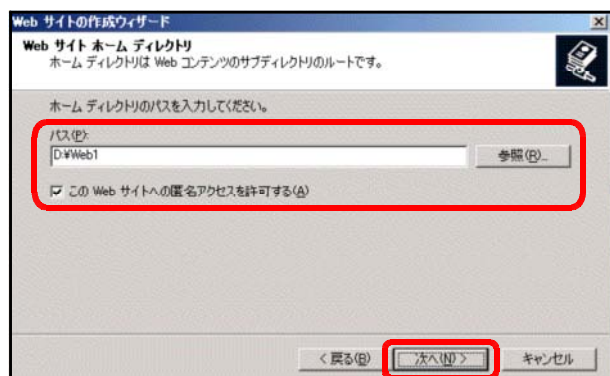 Web サイトの作成ウィザード
Web サイト ホーム ディレクトリ
ホーム ディレクトリは Web コンテンツのサブディレクトリのルートです。
ホーム ディレクトリのパスを入力してください。
パス(P):
D:¥Web1
参照(R)...
この Web サイトへの匿名アクセスを許可する(A)
< 戻る(B) 次へ(N) > キャンセル